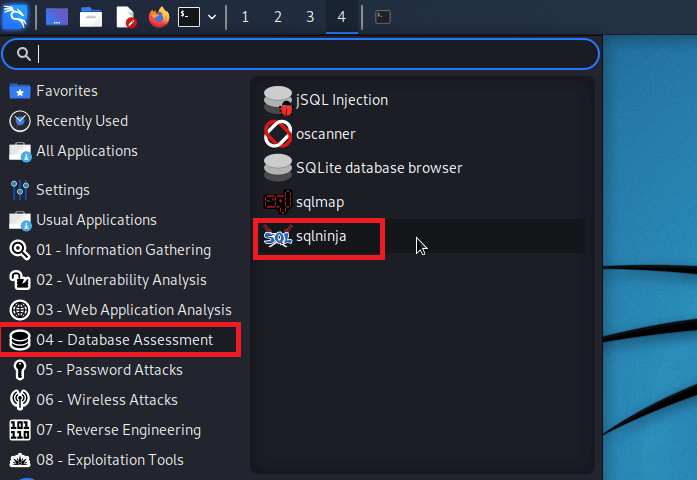 1 2 3 4
Favorites
Recently Used
All Applications
Settings
Usual Applications
01 - Information Gathering
02 - Vulnerability Analysis
03 - Web Application Analysis
04 - Database Assessment
05 - Password Attacks
06 - Wireless Attacks
07 - Reverse Engineering
08 - Exploitation Tools
jSQL Injection
oscanner
SQLite database browser
sqlmap
SQL sqlninja